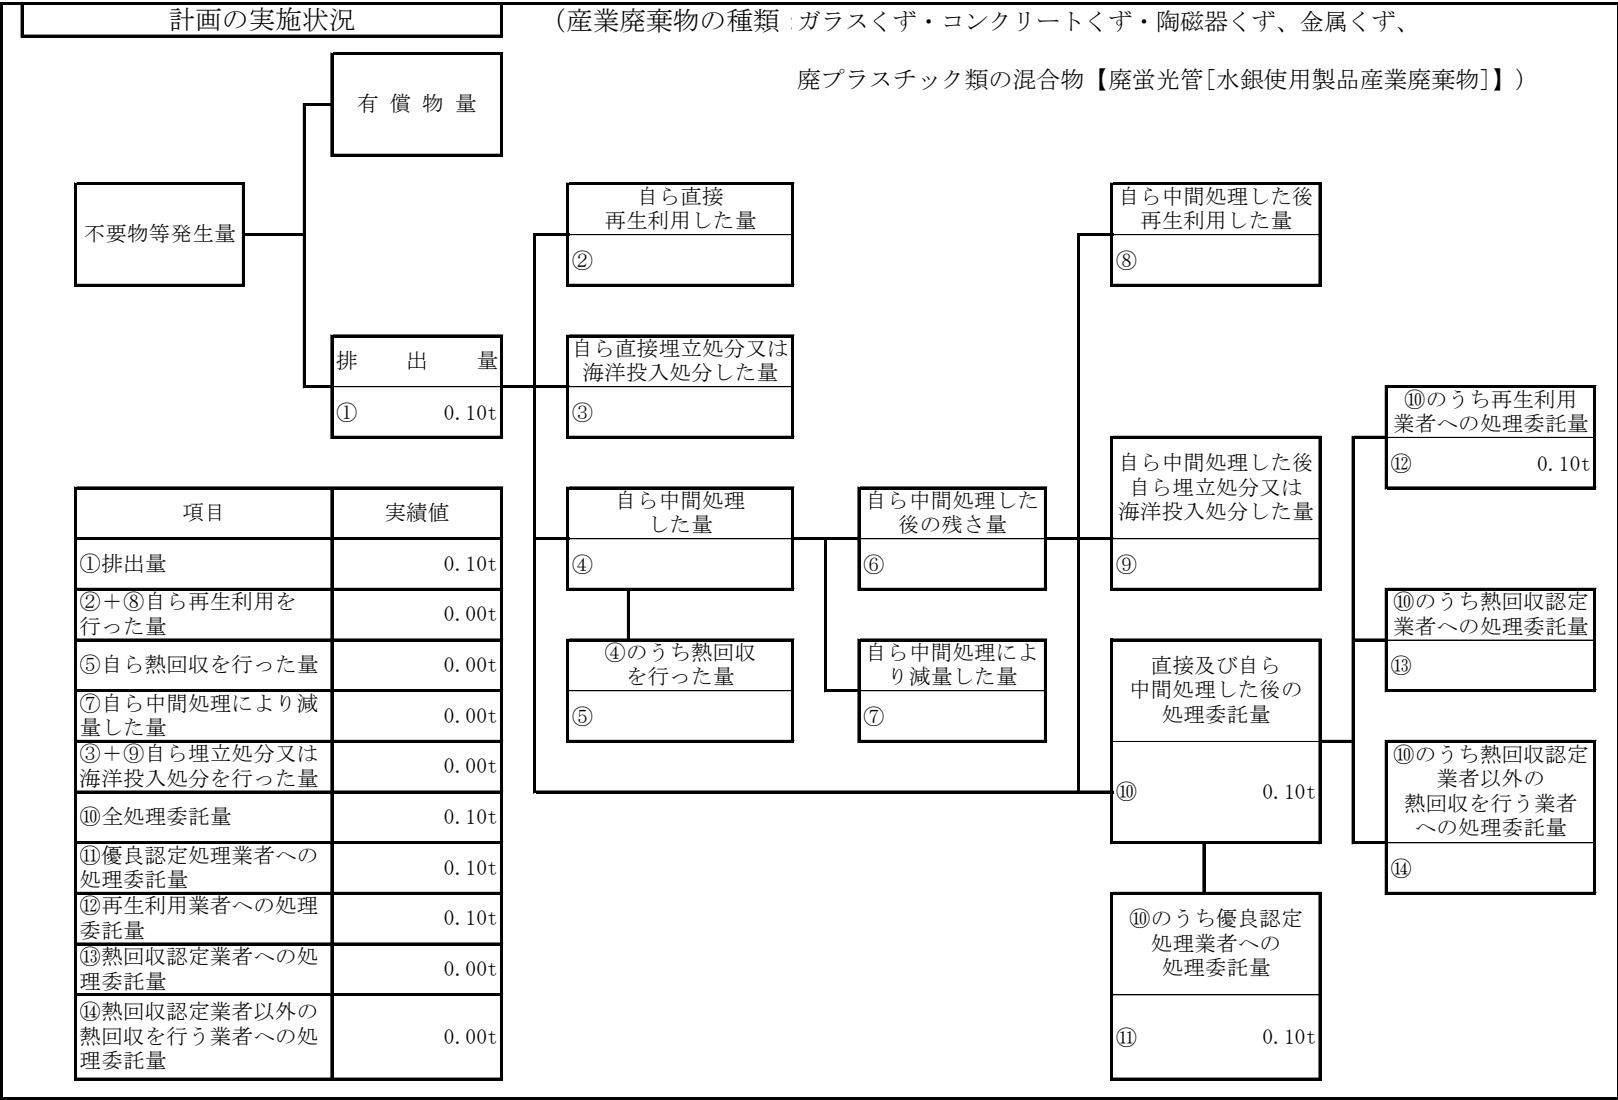 計画の実施状況
(産業廃棄物の種類:ガラスくず・コンクリートくず・陶磁器くず、金属くず、
廃プラスチック類の混合物【廃蛍光管[水銀使用製品産業廃棄物]】)
有償物量
不要物等発生量
自ら直接
再生利用した量
②
自ら中間処理した後
再生利用した量
⑧
排出量
① 0.10t
自ら直接埋立処分又は
海洋投入処分した量
③
⑩のうち再生利用
業者への処理委託量
⑫ 0.10t
自ら中間処理した後
自ら埋立処分又は
海洋投入処分した量
⑨
自ら中間処理
した量
④
自ら中間処理した
後の残さ量
⑥
④のうち熱回収
を行った量
⑤
自ら中間処理によ
り減量した量
⑦
直接及び自ら
中間処理した後の
処理委託量
⑩ 0.10t
⑩のうち熱回収認定
業者への処理委託量
⑬
⑩のうち熱回収認定
業者以外の
熱回収を行う業者
への処理委託量
⑭
⑩のうち優良認定
処理業者への
処理委託量
⑪ 0.10t
項目 実績値
①排出量 0.10t
②+⑧自ら再生利用を
行った量 0.00t
⑤自ら熱回収を行った量 0.00t
⑦自ら中間処理により減
量した量 0.00t
③+⑨自ら埋立処分又は
海洋投入処分を行った量 0.00t
⑩全処理委託量 0.10t
⑪優良認定処理業者への
処理委託量 0.10t
⑫再生利用業者への処理
委託量 0.10t
⑬熱回収認定業者への処
理委託量 0.00t
⑭熱回収認定業者以外の
熱回収を行う業者への処
理委託量 0.00t